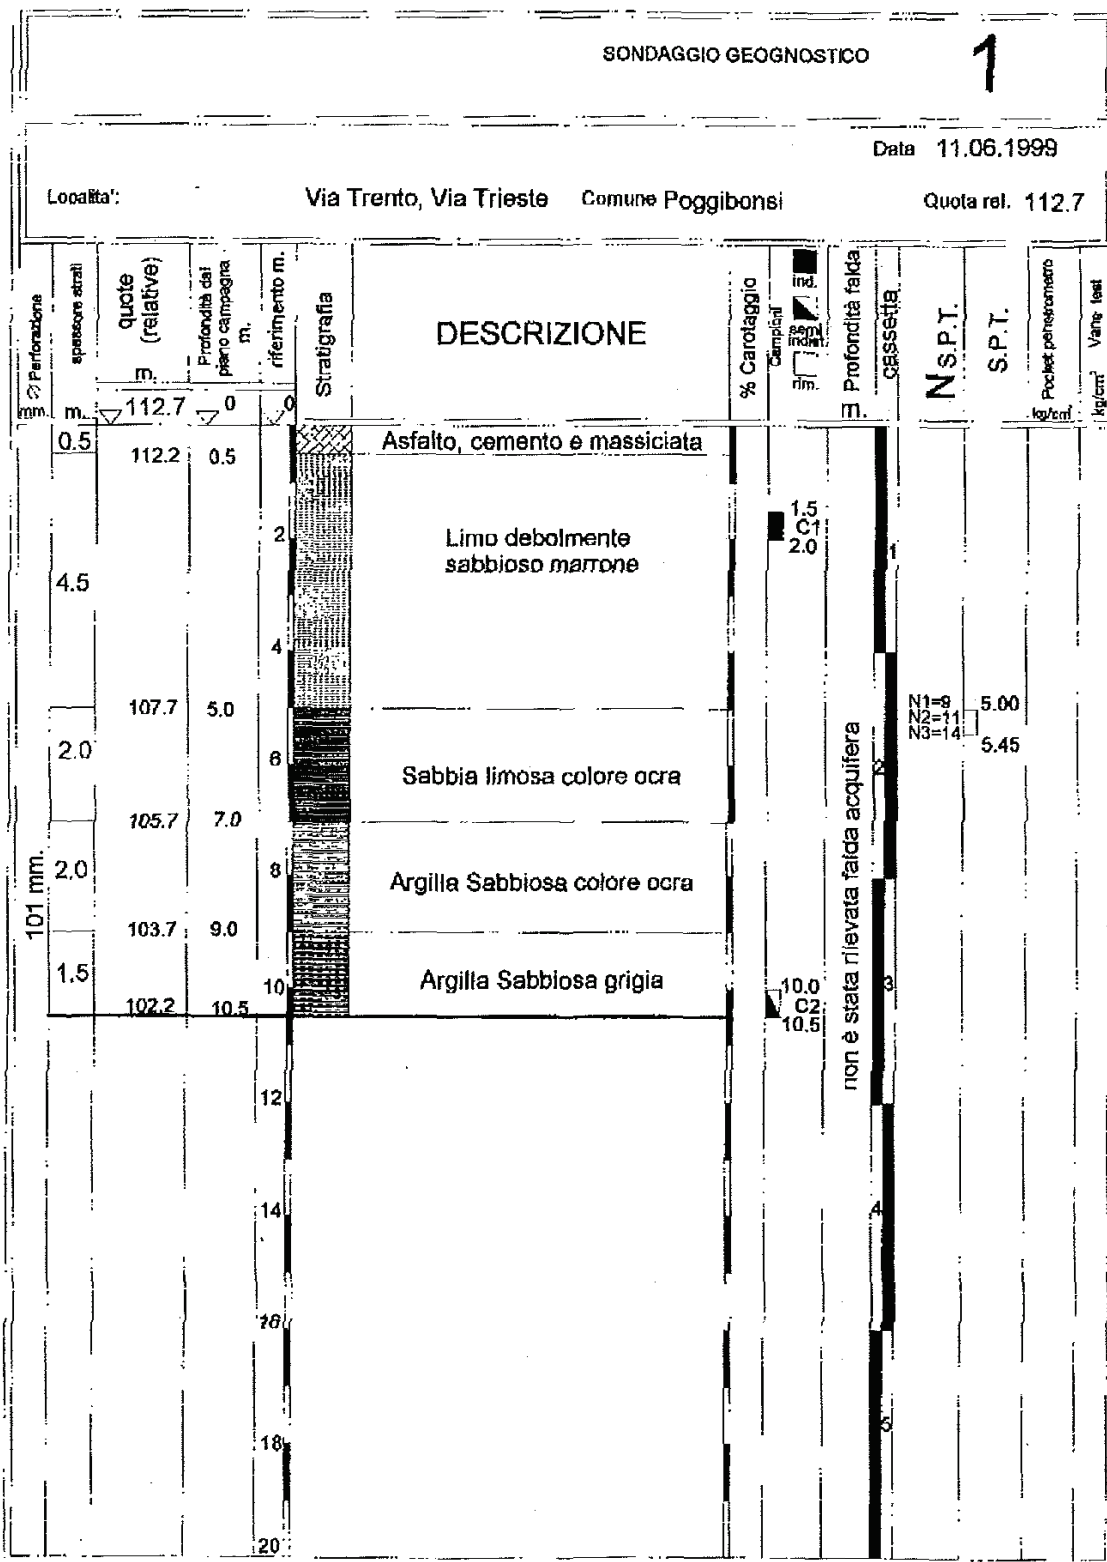 SONDAGGIO GEOGNOSTICO
1
Data 11.06.1999
Localita': Via Trento, Via Trieste Comune Poggibonsi Quota rel. 112.7
Perforazione
mm.
spessore strati
m.
quote (relative)
m.
Profondità dal piano campagna m.
riferimento m.
Stratigrafia
DESCRIZIONE
% Carotaggio
Campioni
ind.
semi indist.
rim.
Profondità falda
m.
cassetta
N S.P.T.
S.P.T.
Pocket penetrometro
kg/cm²
Vane test
kg/cm²
112.7 0 0
0.5 Asfalto, cemento e massiciata
112.2 0.5
1.5
C1
2.0
2 Limo debolmente
sabbioso marrone
1
4.5
4
107.7 5.0
N1=9 5.00
N2=11
N3=14 5.45
2.0
6 Sabbia limosa colore ocra
2
105.7 7.0
2.0 8 Argilla Sabbiosa colore ocra
101 mm.
103.7 9.0
1.5 10 Argilla Sabbiosa grigia
10.0
C2
10.5
3
102.2 10.5
non è stata rilevata falda acquifera
12
14
4
16
18
5
20